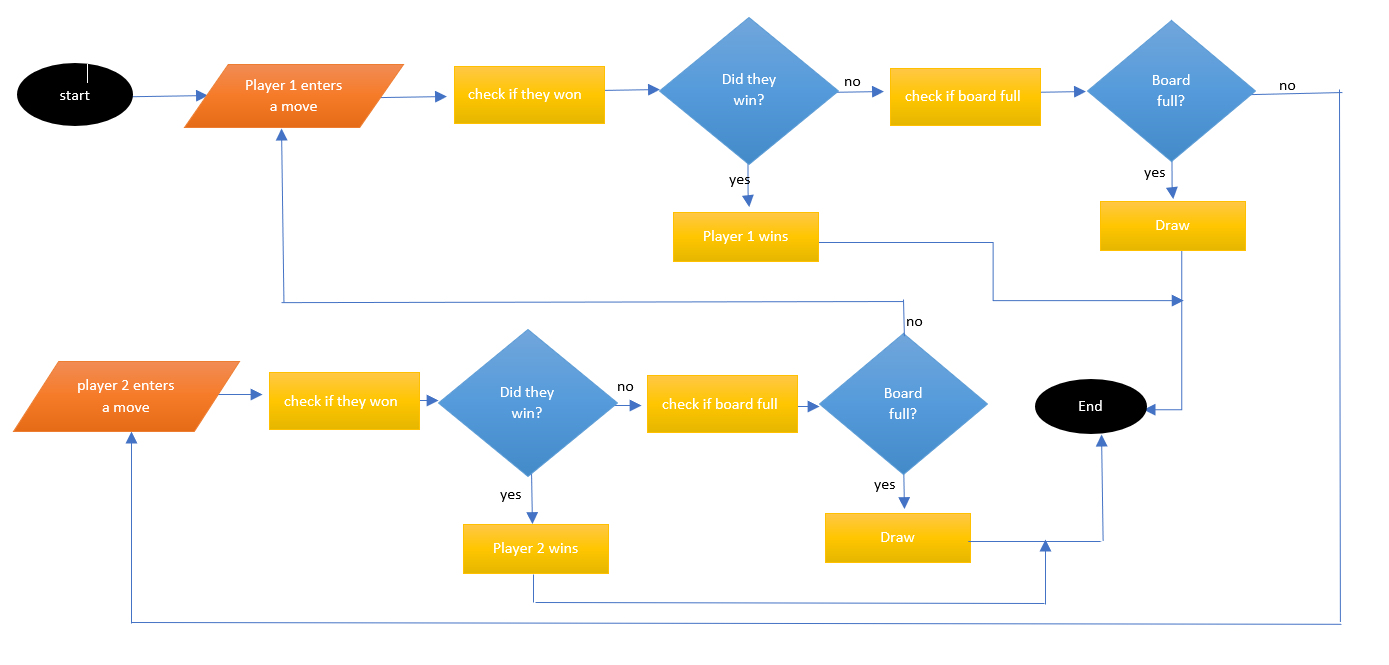 start
Player 1 enters
a move
check if they won
Did they
win?
no
check if board full
Board
full?
no
yes
Player 1 wins
yes
Draw
no
player 2 enters
a move
check if they won
Did they
win?
no
check if board full
Board
full?
End
yes
Player 2 wins
yes
Draw